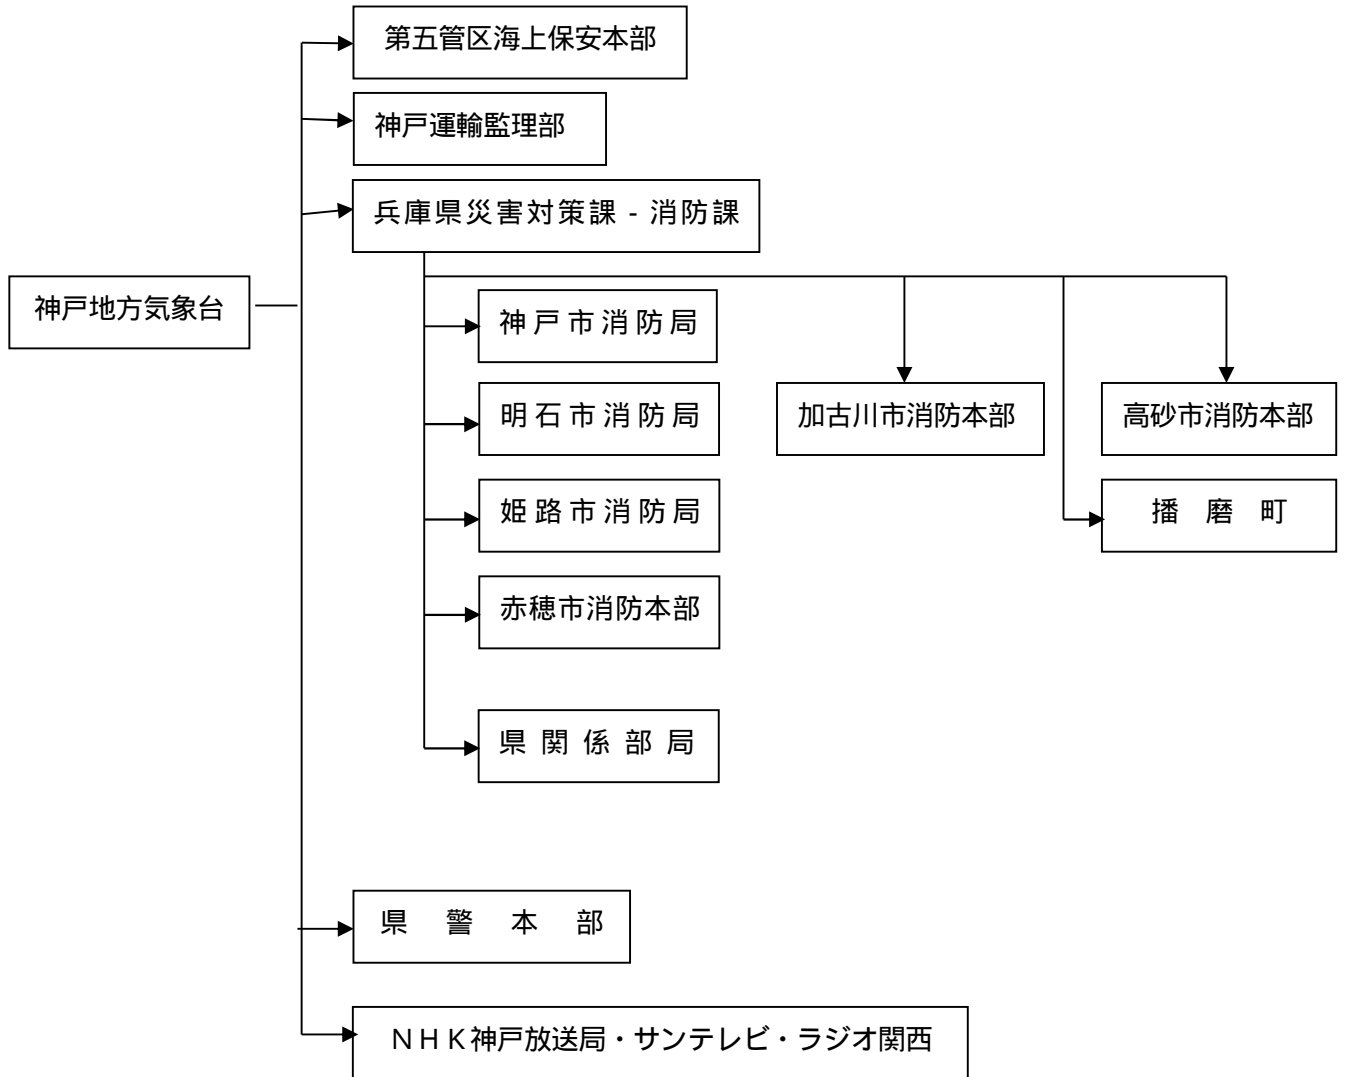 第五管区海上保安本部
神戸運輸監理部
兵庫県災害対策課 - 消防課
神戸地方気象台
神戸市消防局
明石市消防局
加古川市消防本部
高砂市消防本部
姫路市消防局
播磨町
赤穂市消防本部
県関係部局
県警本部
ＮＨＫ神戸放送局・サンテレビ・ラジオ関西